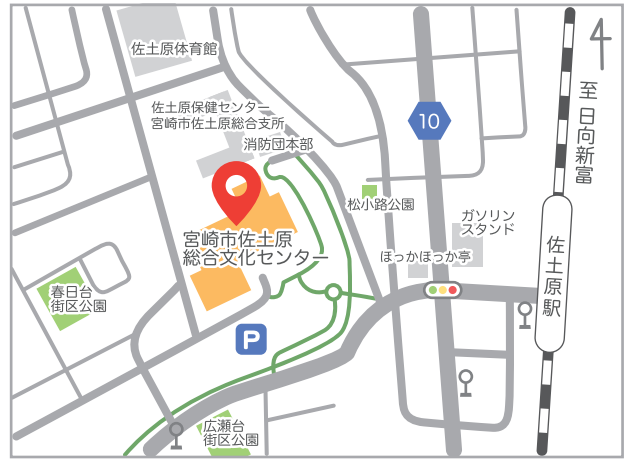 佐土原体育館
佐土原保健センター
宮崎市佐土原総合支所
消防団本部
10
至 日向新富
松小路公園
ガソリン
スタンド
宮崎市佐土原
総合文化センター
ほっかほっか亭
佐土原駅
春日台
街区公園
P
広瀬台
街区公園